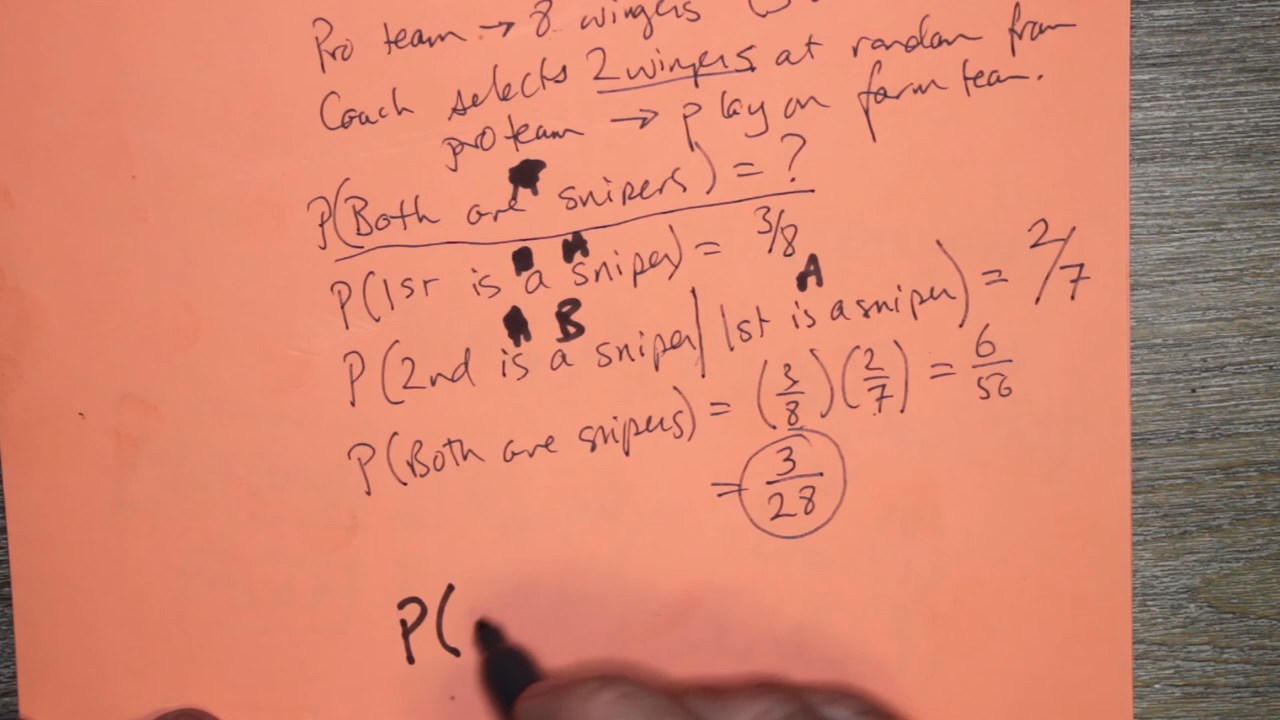 Pro team → 8 wingers
Coach selects 2 wingers at random from
pro team → play on farm team.
P(Both are snipers) = ?
P(1st is a sniper) = 3/8
A
A
P(2nd is a sniper | 1st is a sniper) = 2/7
B
P(Both are snipers) = (3/8)(2/7) = 6/56
= 3/28
P(